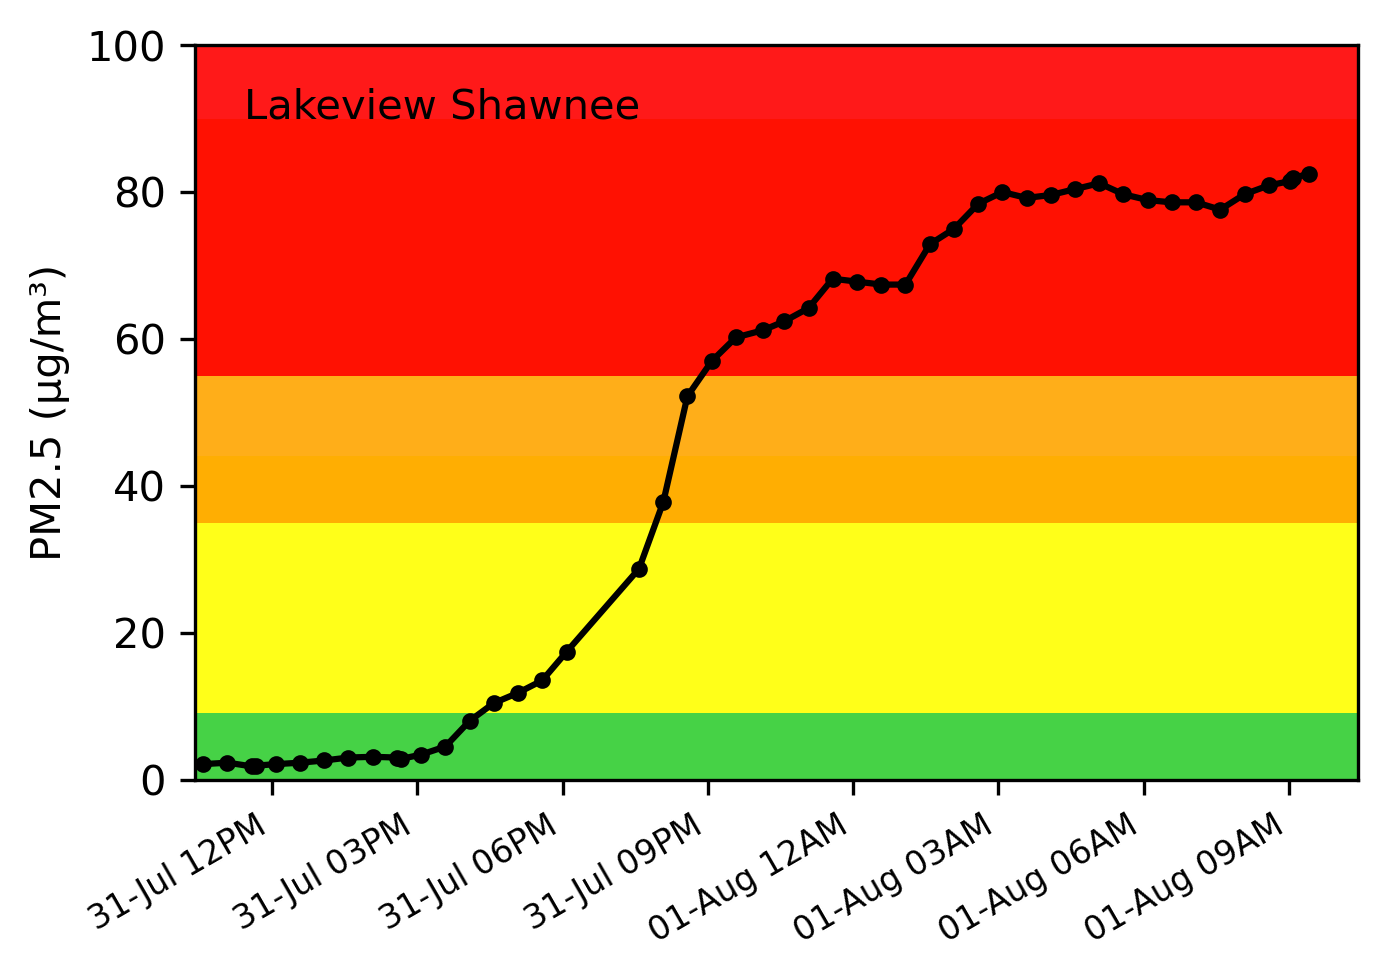 100
Lakeview Shawnee
80
60
40
20
0
PM2.5 (µg/m³)
31-Jul 12PM
31-Jul 03PM
31-Jul 06PM
31-Jul 09PM
01-Aug 12AM
01-Aug 03AM
01-Aug 06AM
01-Aug 09AM